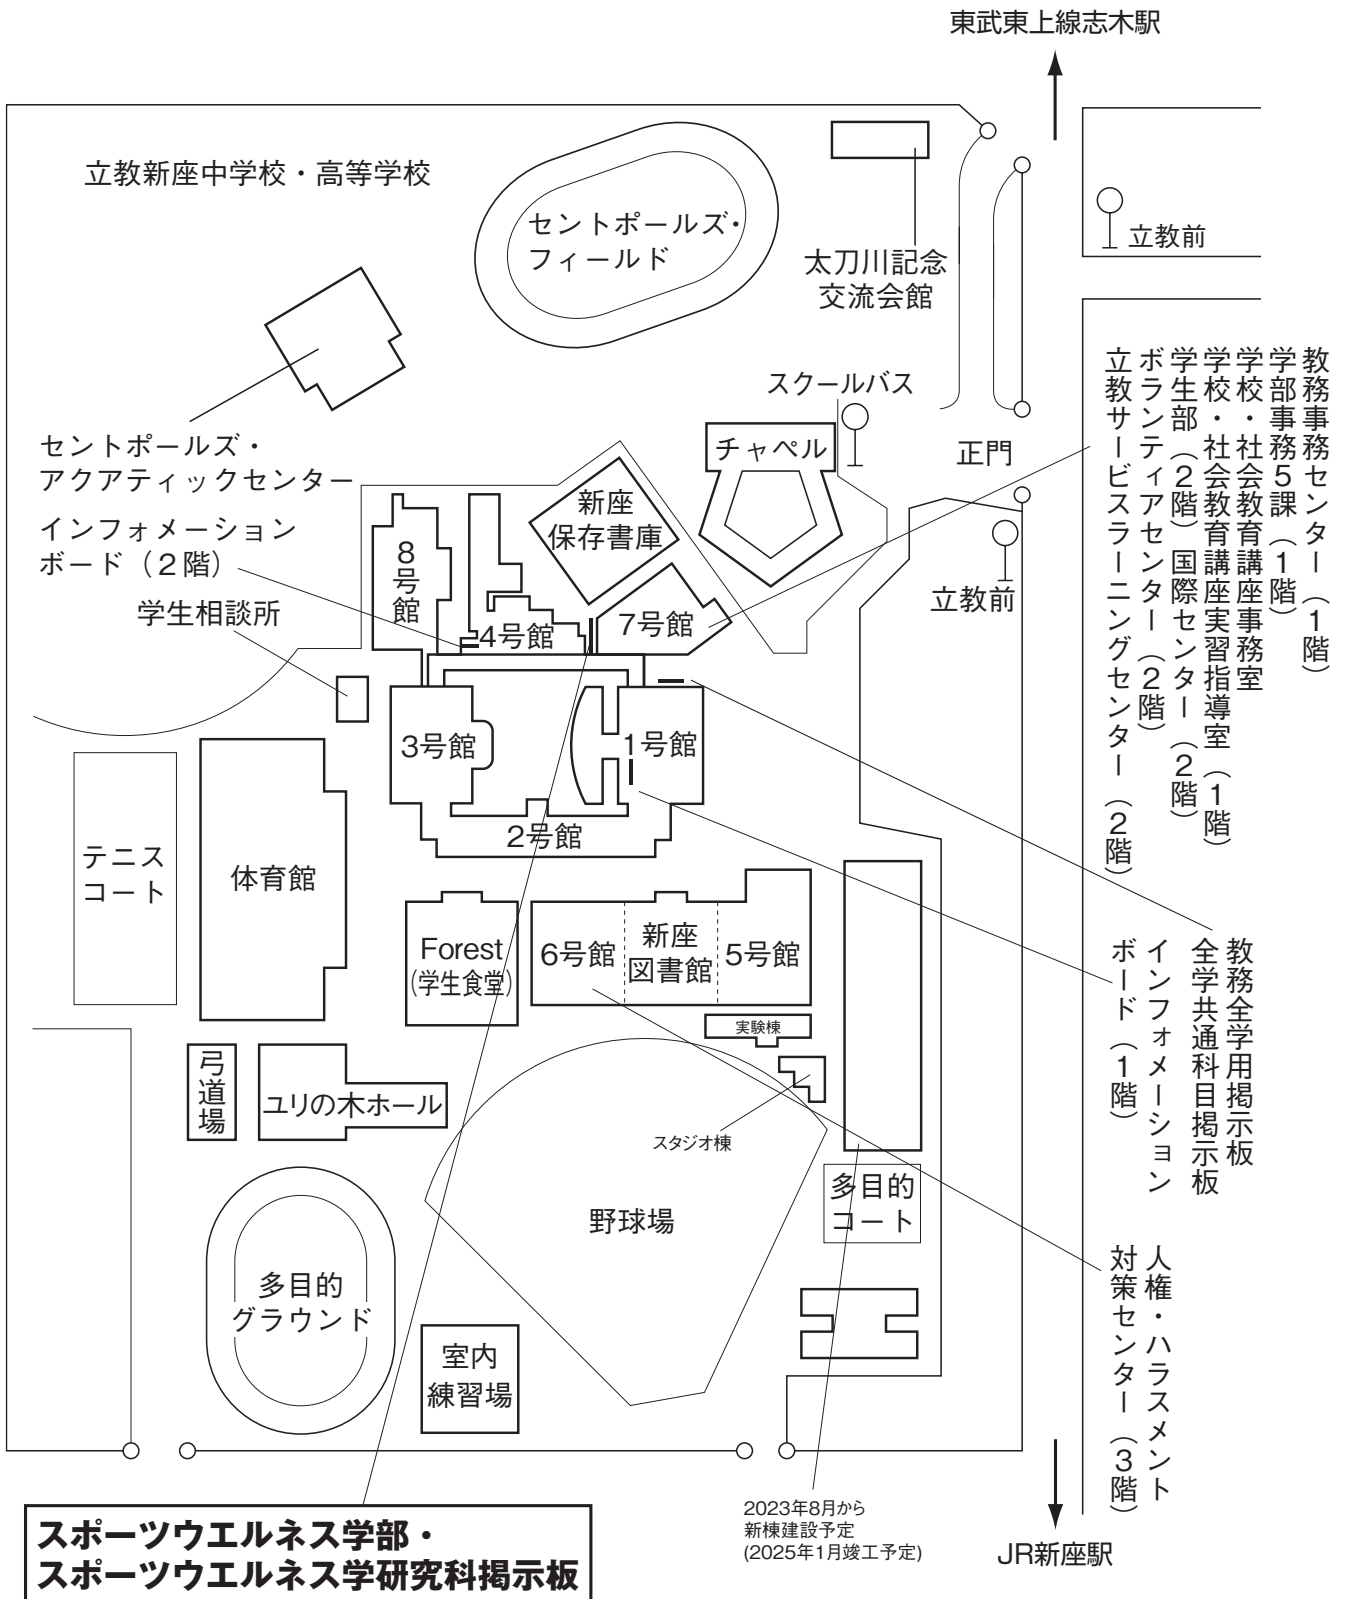 東武東上線志木駅
立教新座中学校・高等学校
セントポールズ・
フィールド
太刀川記念
交流会館
立教前
スクールバス
チャペル
正門
セントポールズ・
アクアティックセンター
インフォメーション
ボード（２階）
学生相談所
新座
保存書庫
8号館
4号館
7号館
立教前
教務事務センター（１階）
学部事務５課（１階）
学校・社会教育講座事務室
学校・社会教育講座実習指導室（１階）
学生部（２階）国際センター（２階）
ボランティアセンター（２階）
立教サービスラーニングセンター（２階）
3号館
1号館
2号館
テニス
コート
体育館
Forest
(学生食堂)
6号館
新座
図書館
5号館
実験棟
スタジオ棟
教務全学用掲示板
全学共通科目掲示板
インフォメーション
ボード（１階）
弓道場
ユリの木ホール
野球場
多目的
コート
人権・ハラスメント
対策センター（３階）
多目的
グラウンド
室内
練習場
2023年8月から
新棟建設予定
(2025年1月竣工予定)
JR新座駅
スポーツウエルネス学部・
スポーツウエルネス学研究科掲示板